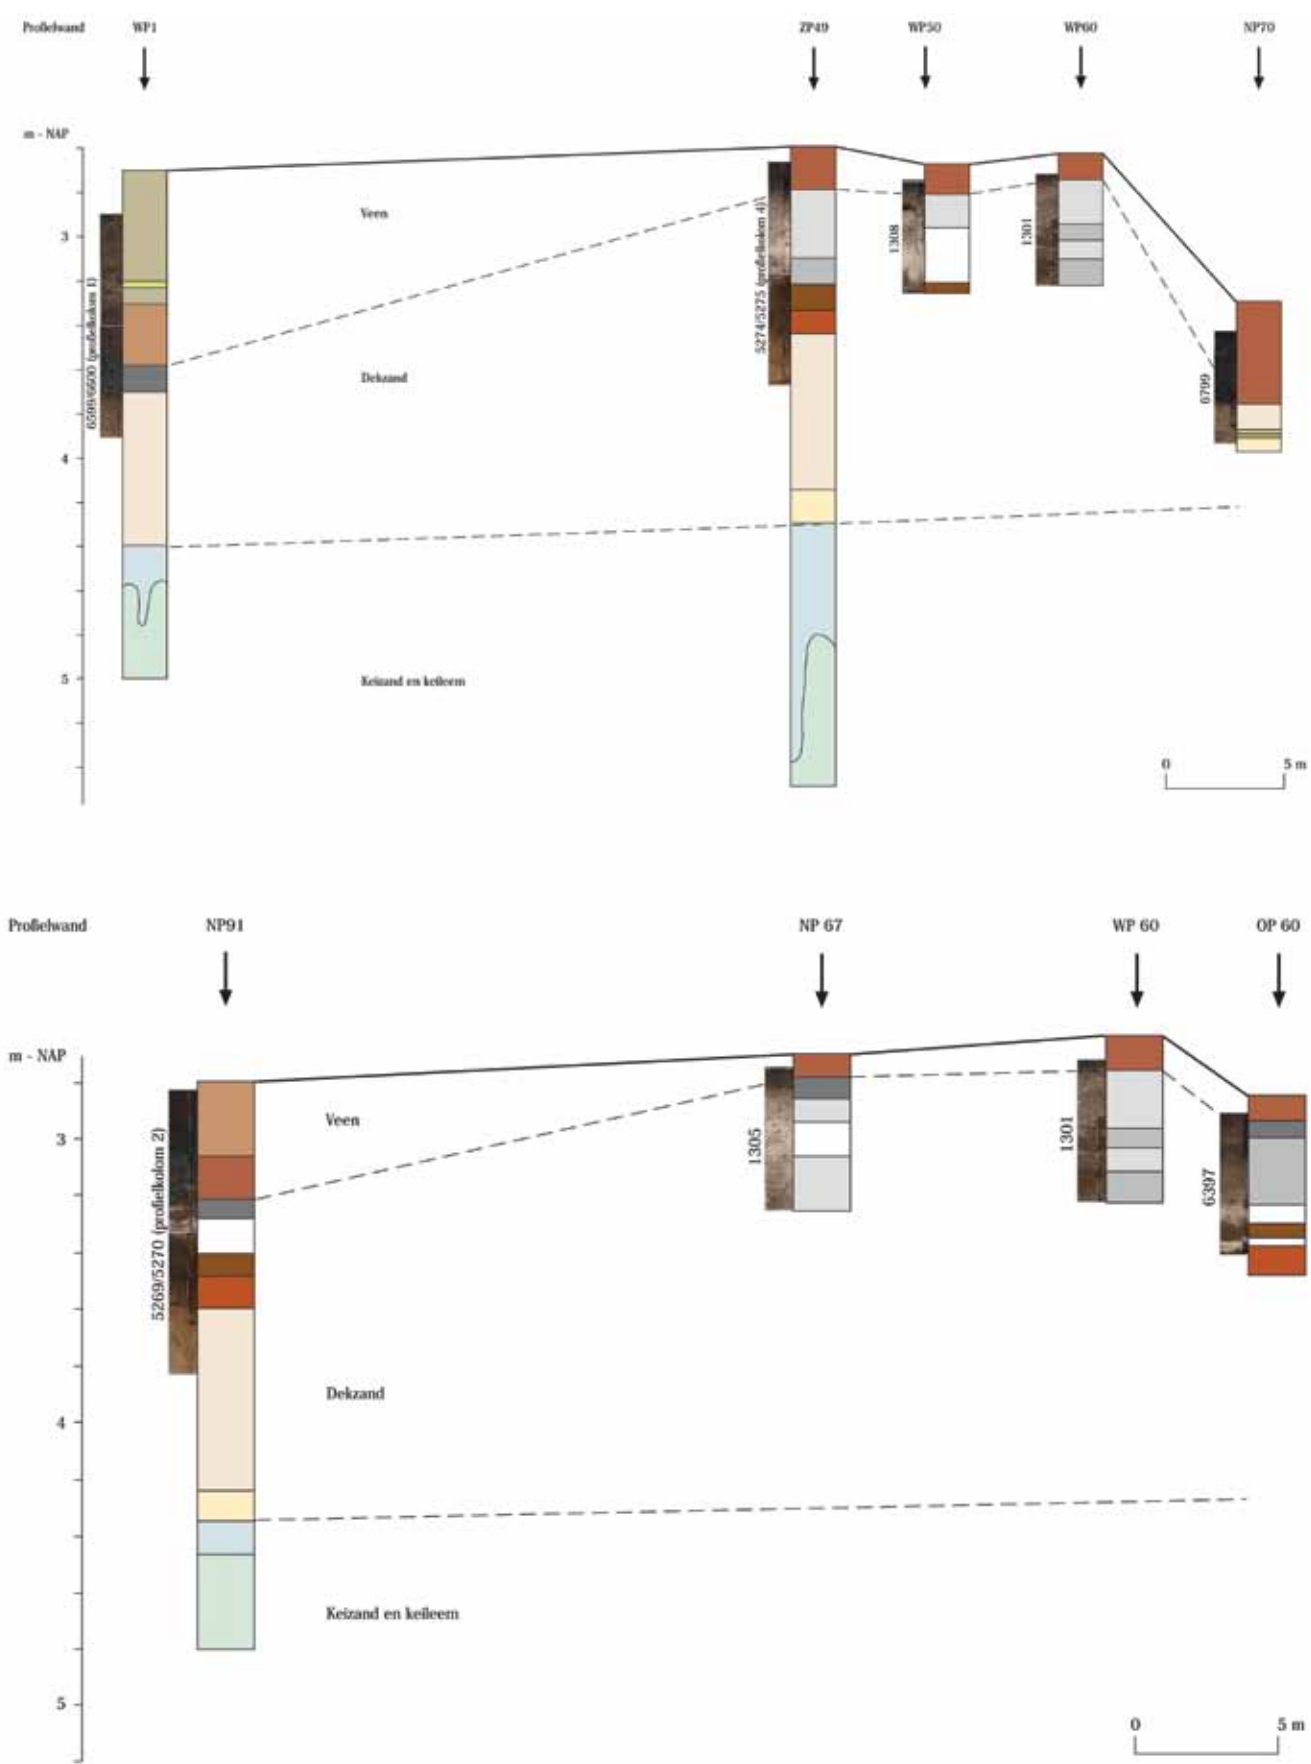 Profielwand WP1 ZP49 WP50 WP60 NP70
m - NAP
Veen
3
6599/6600 (profielkolom 1)
5274/5275 (profielkolom 4)
1308
1301
6799
Dekzand
4
5
Keizand en keileem
0 5 m
Profielwand NP91 NP 67 WP 60 OP 60
m - NAP
Veen
3
5269/5270 (profielkolom 2)
1305
1301
6397
Dekzand
4
Keizand en keileem
5
0 5 m